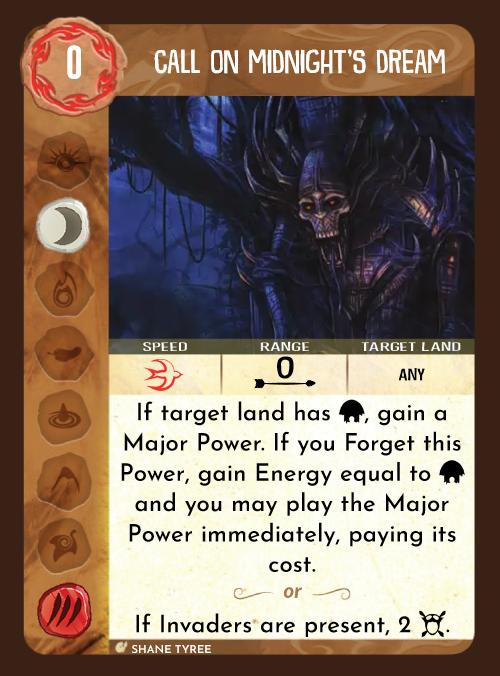 0
CALL ON MIDNIGHT'S DREAM
SPEED RANGE TARGET LAND
0 ANY
If target land has , gain a
Major Power. If you Forget this
Power, gain Energy equal to
and you may play the Major
Power immediately, paying its
cost.
or
If Invaders are present, 2 .
SHANE TYREE